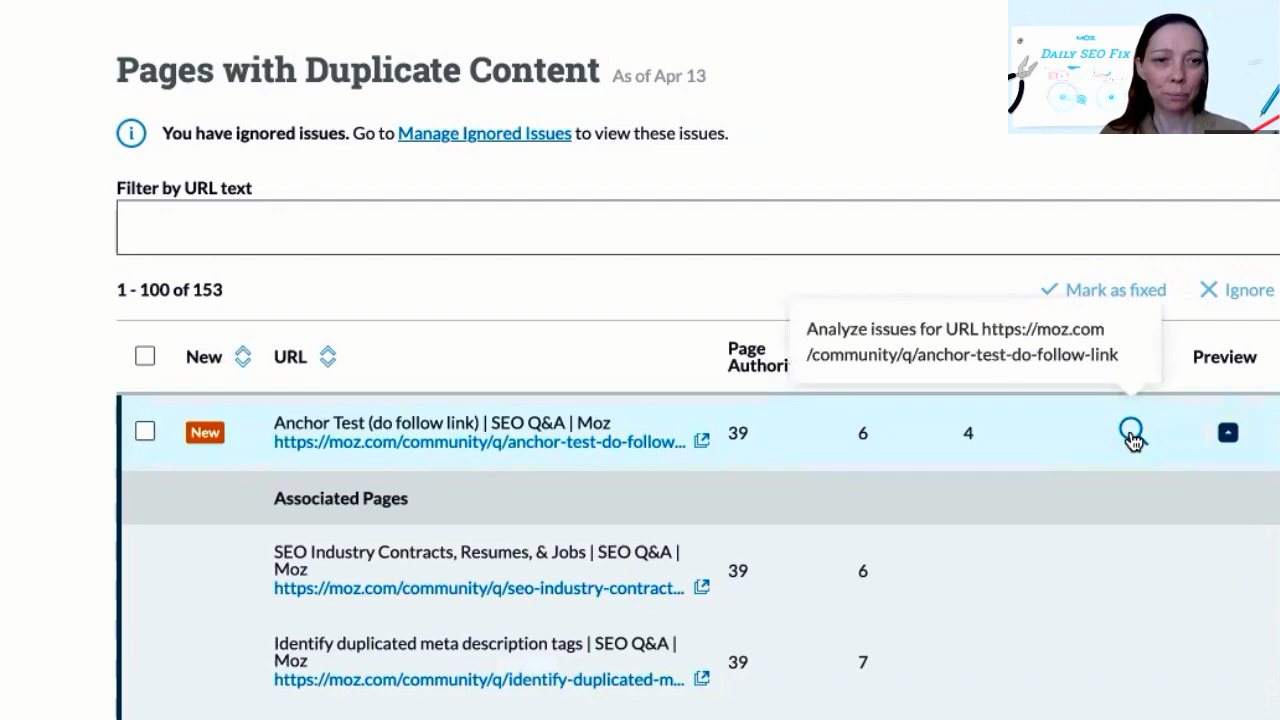 MOZ
DAILY SEO FIX
Pages with Duplicate Content As of Apr 13
You have ignored issues. Go to Manage Ignored Issues to view these issues.
Filter by URL text
1 - 100 of 153
Mark as fixed
Ignore
Analyze issues for URL https://moz.com
/community/q/anchor-test-do-follow-link
New
URL
Page
Authori
Preview
New
Anchor Test (do follow link) | SEO Q&A | Moz
https://moz.com/community/q/anchor-test-do-follow...
39
6
4
Associated Pages
SEO Industry Contracts, Resumes, & Jobs | SEO Q&A |
Moz
https://moz.com/community/q/seo-industry-contract...
39
6
Identify duplicated meta description tags | SEO Q&A |
Moz
https://moz.com/community/q/identify-duplicated-m...
39
7